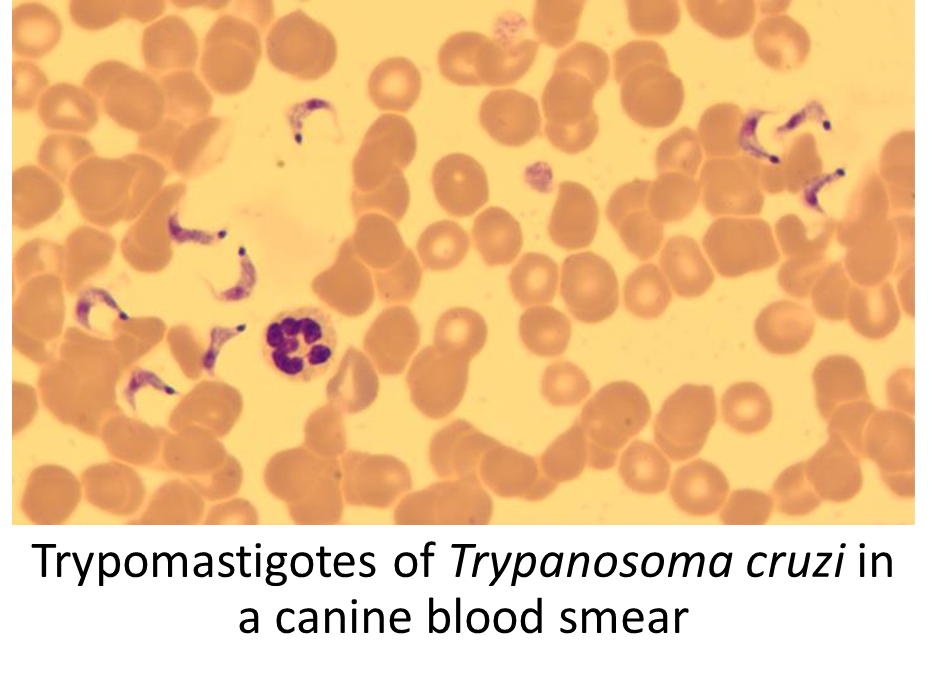 Trypomastigotes of Trypanosoma cruzi in
a canine blood smear